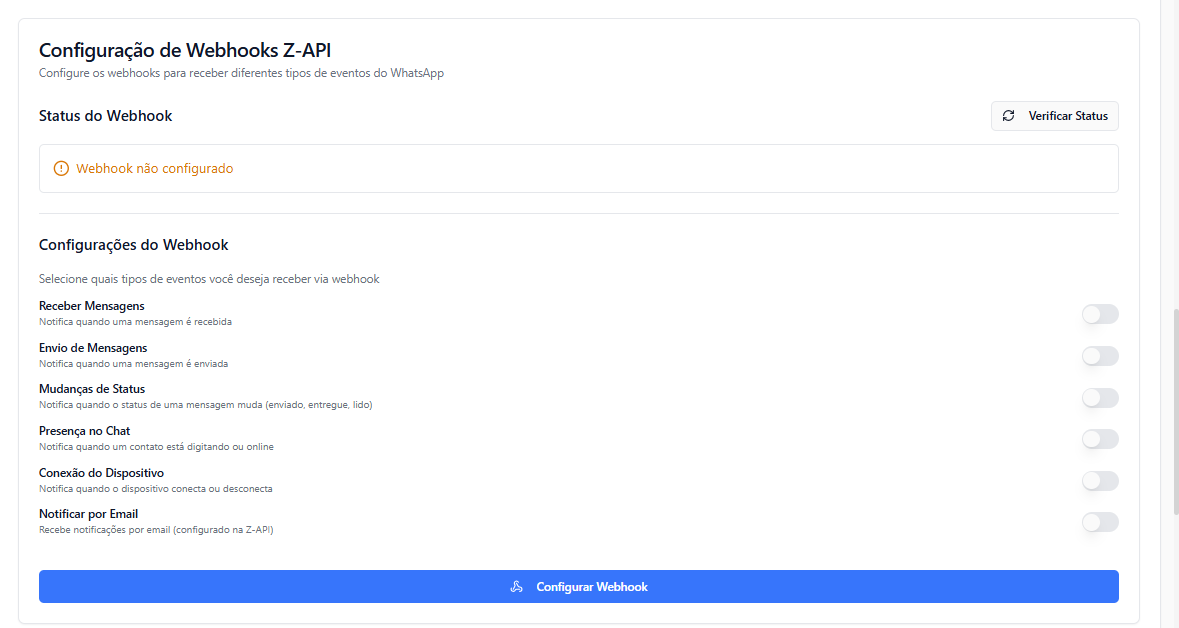 Configuração de Webhooks Z-API
Configure os webhooks para receber diferentes tipos de eventos do WhatsApp
Status do Webhook
Verificar Status
Webhook não configurado
Configurações do Webhook
Selecione quais tipos de eventos você deseja receber via webhook
Receber Mensagens
Notifica quando uma mensagem é recebida
Envio de Mensagens
Notifica quando uma mensagem é enviada
Mudanças de Status
Notifica quando o status de uma mensagem muda (enviado, entregue, lido)
Presença no Chat
Notifica quando um contato está digitando ou online
Conexão do Dispositivo
Notifica quando o dispositivo conecta ou desconecta
Notificar por Email
Recebe notificações por email (configurado na Z-API)
Configurar Webhook